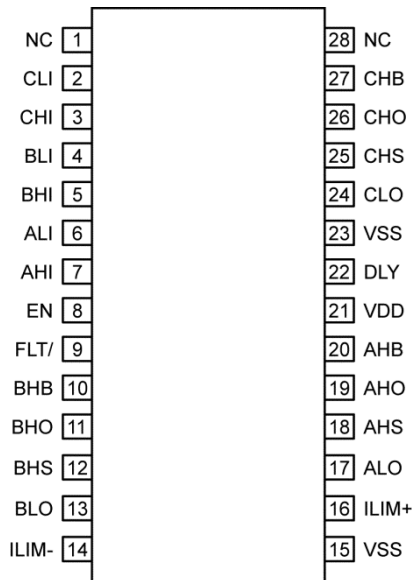 NC 1 28 NC
CLI 2 27 CHB
CHI 3 26 CHO
BLI 4 25 CHS
BHI 5 24 CLO
ALI 6 23 VSS
AHI 7 22 DLY
EN 8 21 VDD
FLT/ 9 20 AHB
BHB 10 19 AHO
BHO 11 18 AHS
BHS 12 17 ALO
BLO 13 16 ILIM+
ILIM- 14 15 VSS